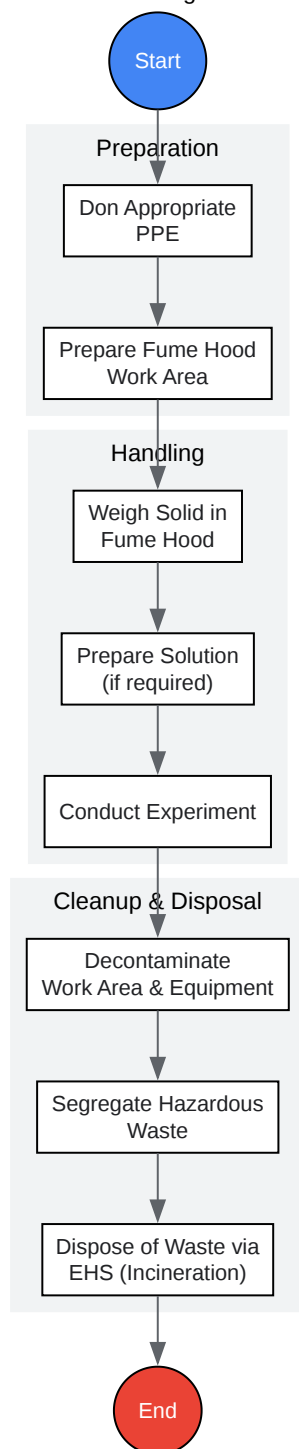 Start
Preparation
Don Appropriate
PPE
Prepare Fume Hood
Work Area
Handling
Weigh Solid in
Fume Hood
Prepare Solution
(if required)
Conduct Experiment
Cleanup & Disposal
Decontaminate
Work Area & Equipment
Segregate Hazardous
Waste
Dispose of Waste via
EHS (Incineration)
End